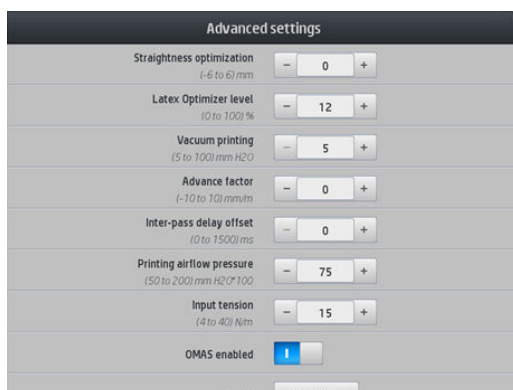 Advanced settings
Straightness optimization
(-6 to 6) mm
- 0 +
Latex Optimizer level
(0 to 100) %
- 12 +
Vacuum printing
(5 to 100) mm H2O
- 5 +
Advance factor
(-10 to 10) mm/m
- 0 +
Inter-pass delay offset
(0 to 1500) ms
- 0 +
Printing airflow pressure
(50 to 200) mm H2O*100
- 75 +
Input tension
(4 to 40) N/m
- 15 +
OMAS enabled
I